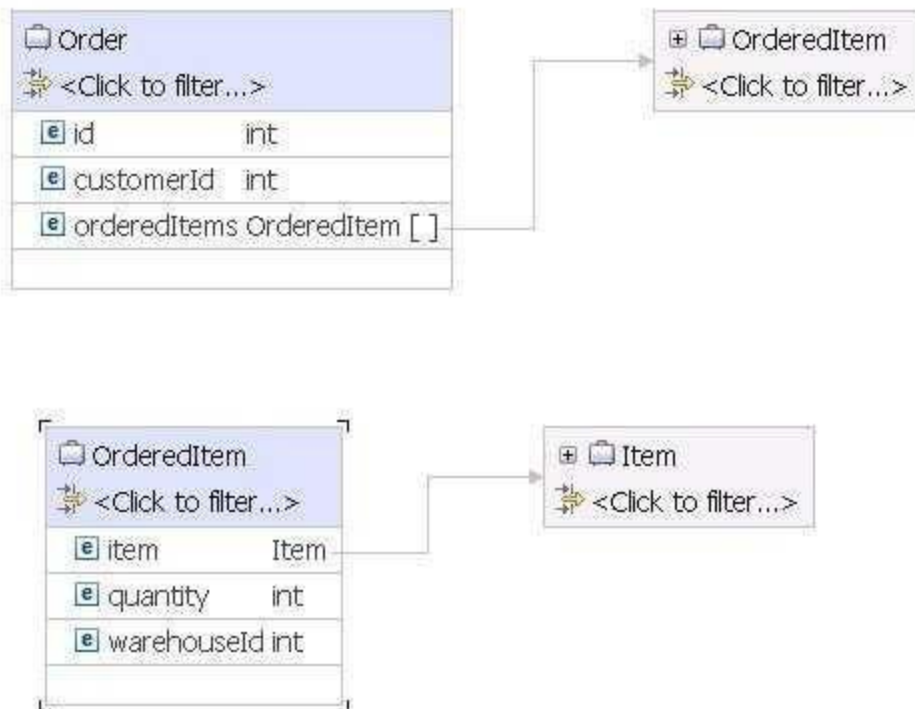 Order
<Click to filter...>
id int
customerId int
orderedItems OrderedItem [ ]
OrderedItem
<Click to filter...>
OrderedItem
<Click to filter...>
item Item
quantity int
warehouseId int
Item
<Click to filter...>